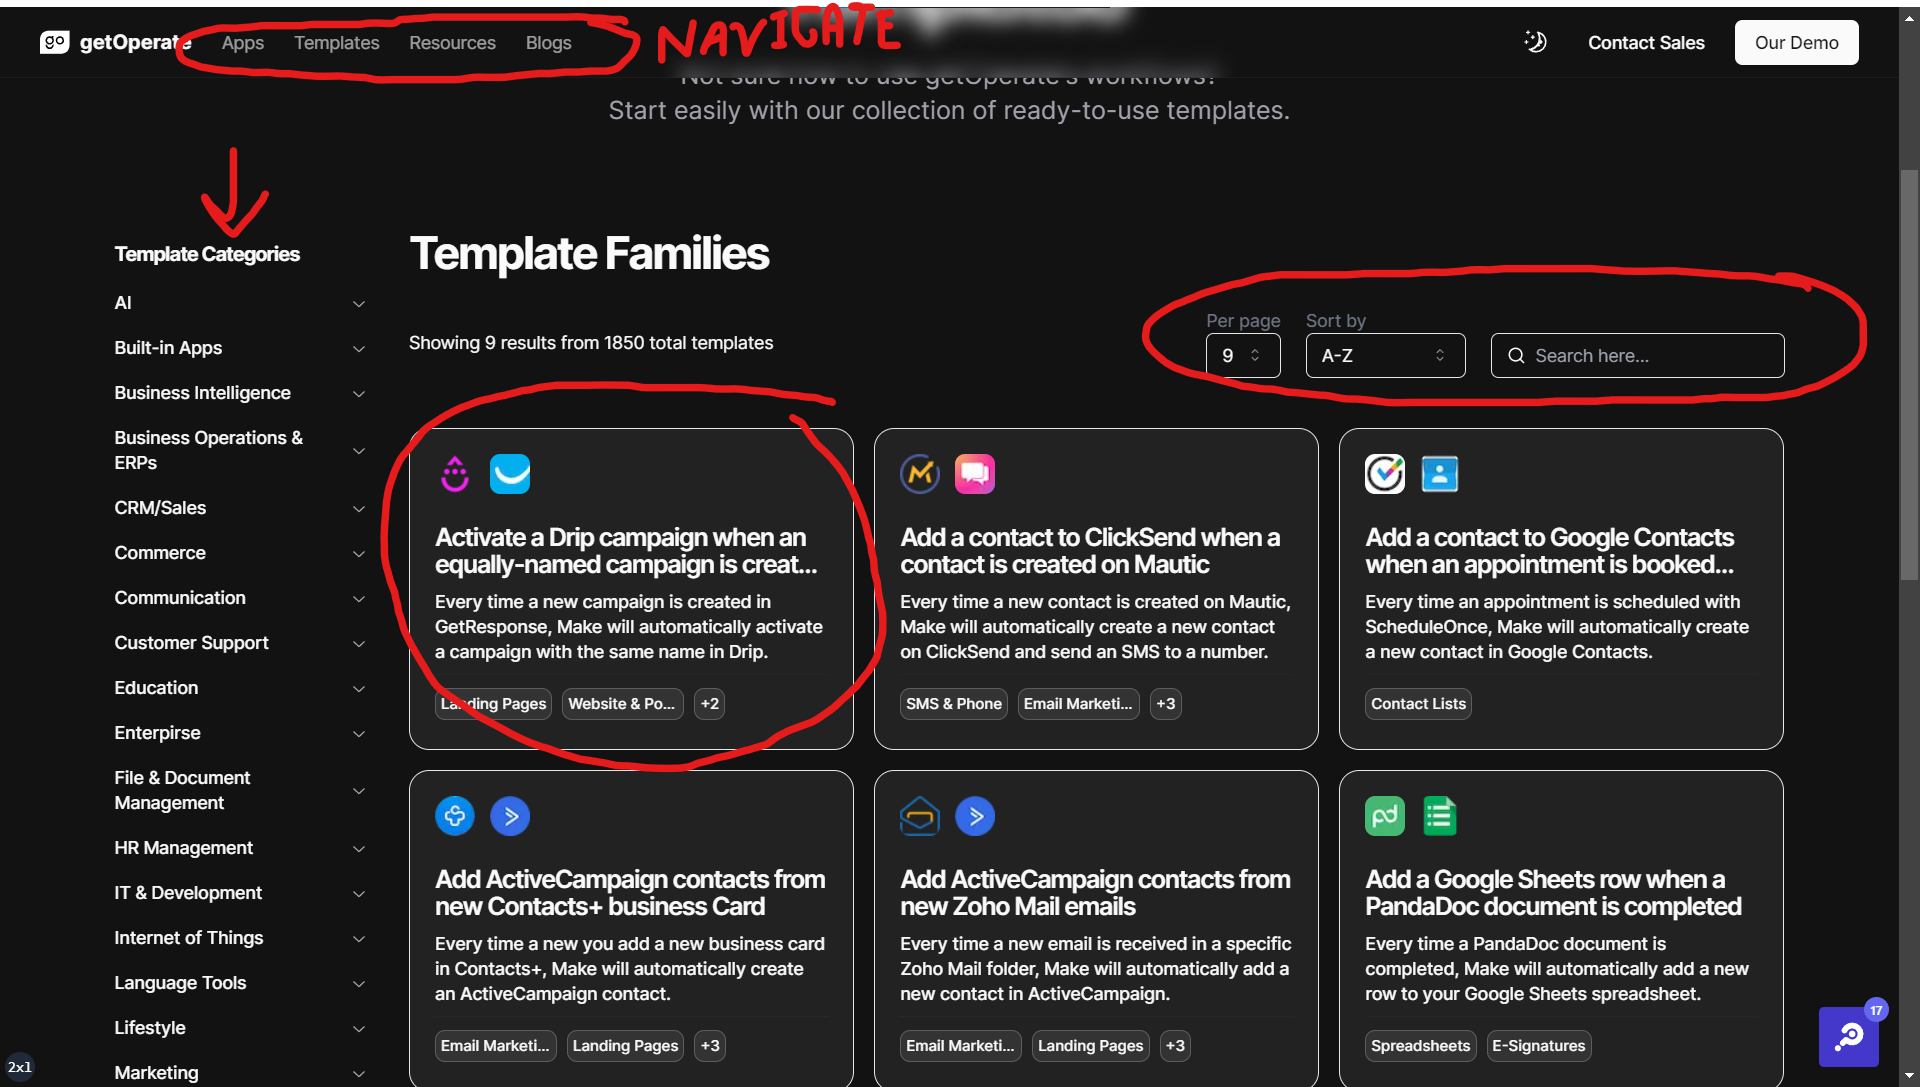 go getOperate Apps Templates Resources Blogs NAVIGATE Contact Sales Our Demo
Not sure how to use getOperate's workflows?
Start easily with our collection of ready-to-use templates.
Template Categories
AI
Built-in Apps
Business Intelligence
Business Operations &
ERPs
CRM/Sales
Commerce
Communication
Customer Support
Education
Enterpirse
File & Document
Management
HR Management
IT & Development
Internet of Things
Language Tools
Lifestyle
Marketing
Template Families
Showing 9 results from 1850 total templates
Per page Sort by
9 A-Z Search here...
Activate a Drip campaign when an
equally-named campaign is creat...
Every time a new campaign is created in
GetResponse, Make will automatically activate
a campaign with the same name in Drip.
Landing Pages Website & Po... +2
Add a contact to ClickSend when a
contact is created on Mautic
Every time a new contact is created on Mautic,
Make will automatically create a new contact
on ClickSend and send an SMS to a number.
SMS & Phone Email Marketi... +3
Add a contact to Google Contacts
when an appointment is booked...
Every time an appointment is scheduled with
ScheduleOnce, Make will automatically create
a new contact in Google Contacts.
Contact Lists
Add ActiveCampaign contacts from
new Contacts+ business Card
Every time a new you add a new business card
in Contacts+, Make will automatically create
an ActiveCampaign contact.
Email Marketi... Landing Pages +3
Add ActiveCampaign contacts from
new Zoho Mail emails
Every time a new email is received in a specific
Zoho Mail folder, Make will automatically add a
new contact in ActiveCampaign.
Email Marketi... Landing Pages +3
pd
Add a Google Sheets row when a
PandaDoc document is completed
Every time a PandaDoc document is
completed, Make will automatically add a new
row to your Google Sheets spreadsheet.
Spreadsheets E-Signatures
17
2x1